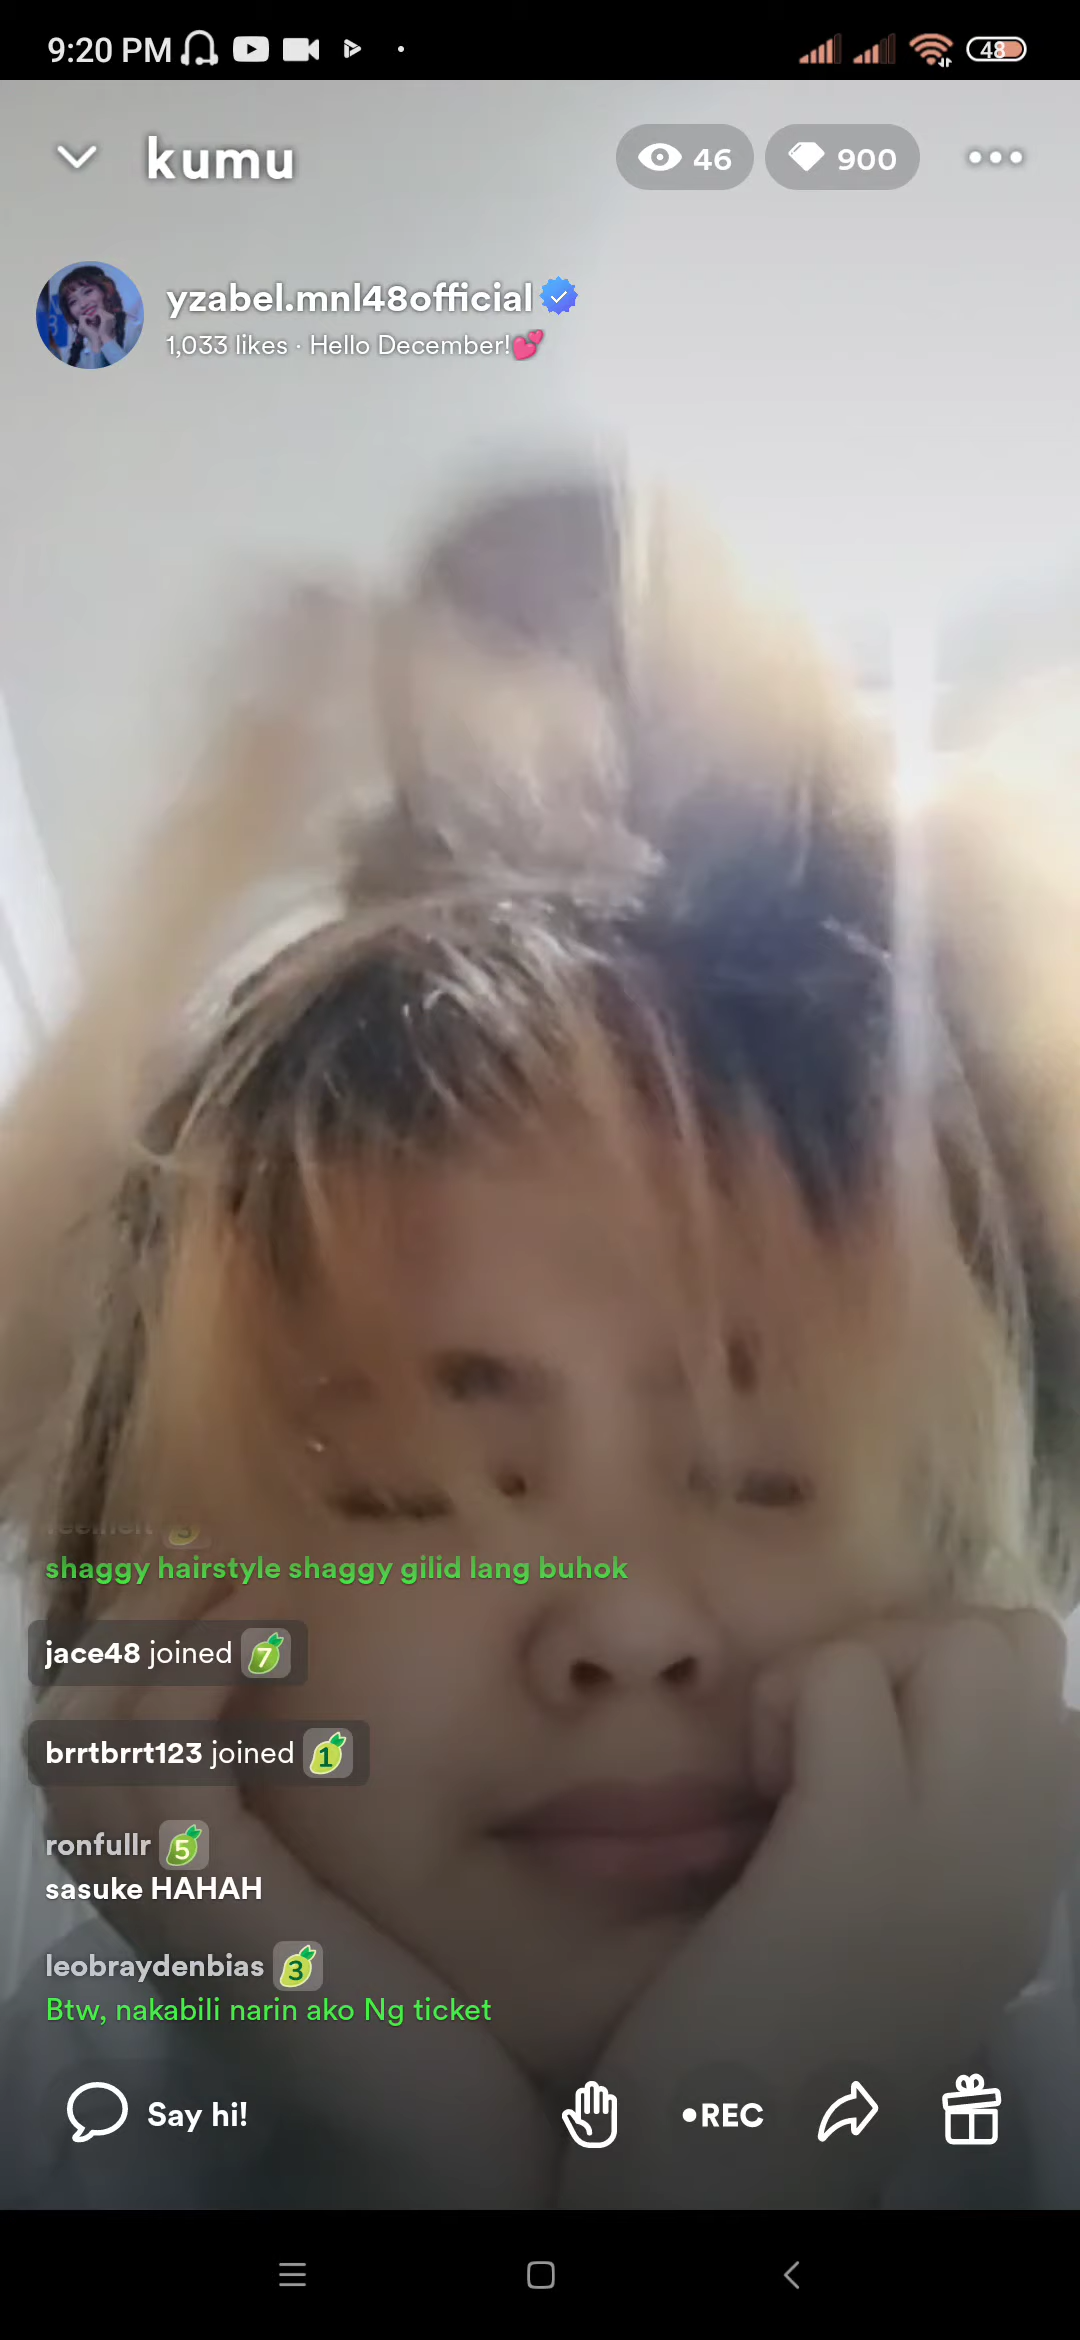 9:20 PM
48
kumu
46
900
yzabel.mnl48official
1,033 likes · Hello December!💕
shaggy hairstyle shaggy gilid lang buhok
jace48 joined 7
brrtbrrt123 joined 1
ronfullr 5
sasuke HAHAH
leobraydenbias 3
Btw, nakabili narin ako Ng ticket
Say hi!
•REC